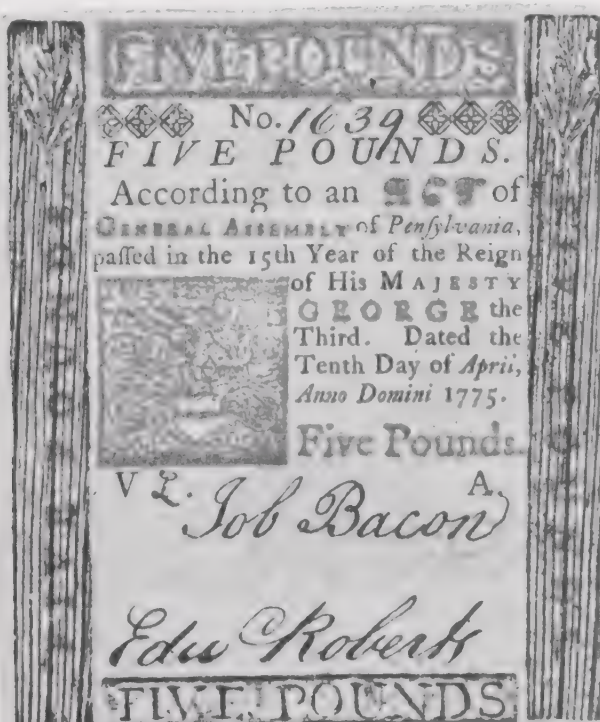 FIVE POUNDS
No. 1639
FIVE POUNDS.
According to an ACT of
GENERAL ASSEMBLY of Penſylvania,
paſſed in the 15th Year of the Reign
of His MAJESTY
GEORGE the
Third. Dated the
Tenth Day of April,
Anno Domini 1775.
Five Pounds.
V £. A.
Job Bacon
Edw Roberts
FIVE POUNDS